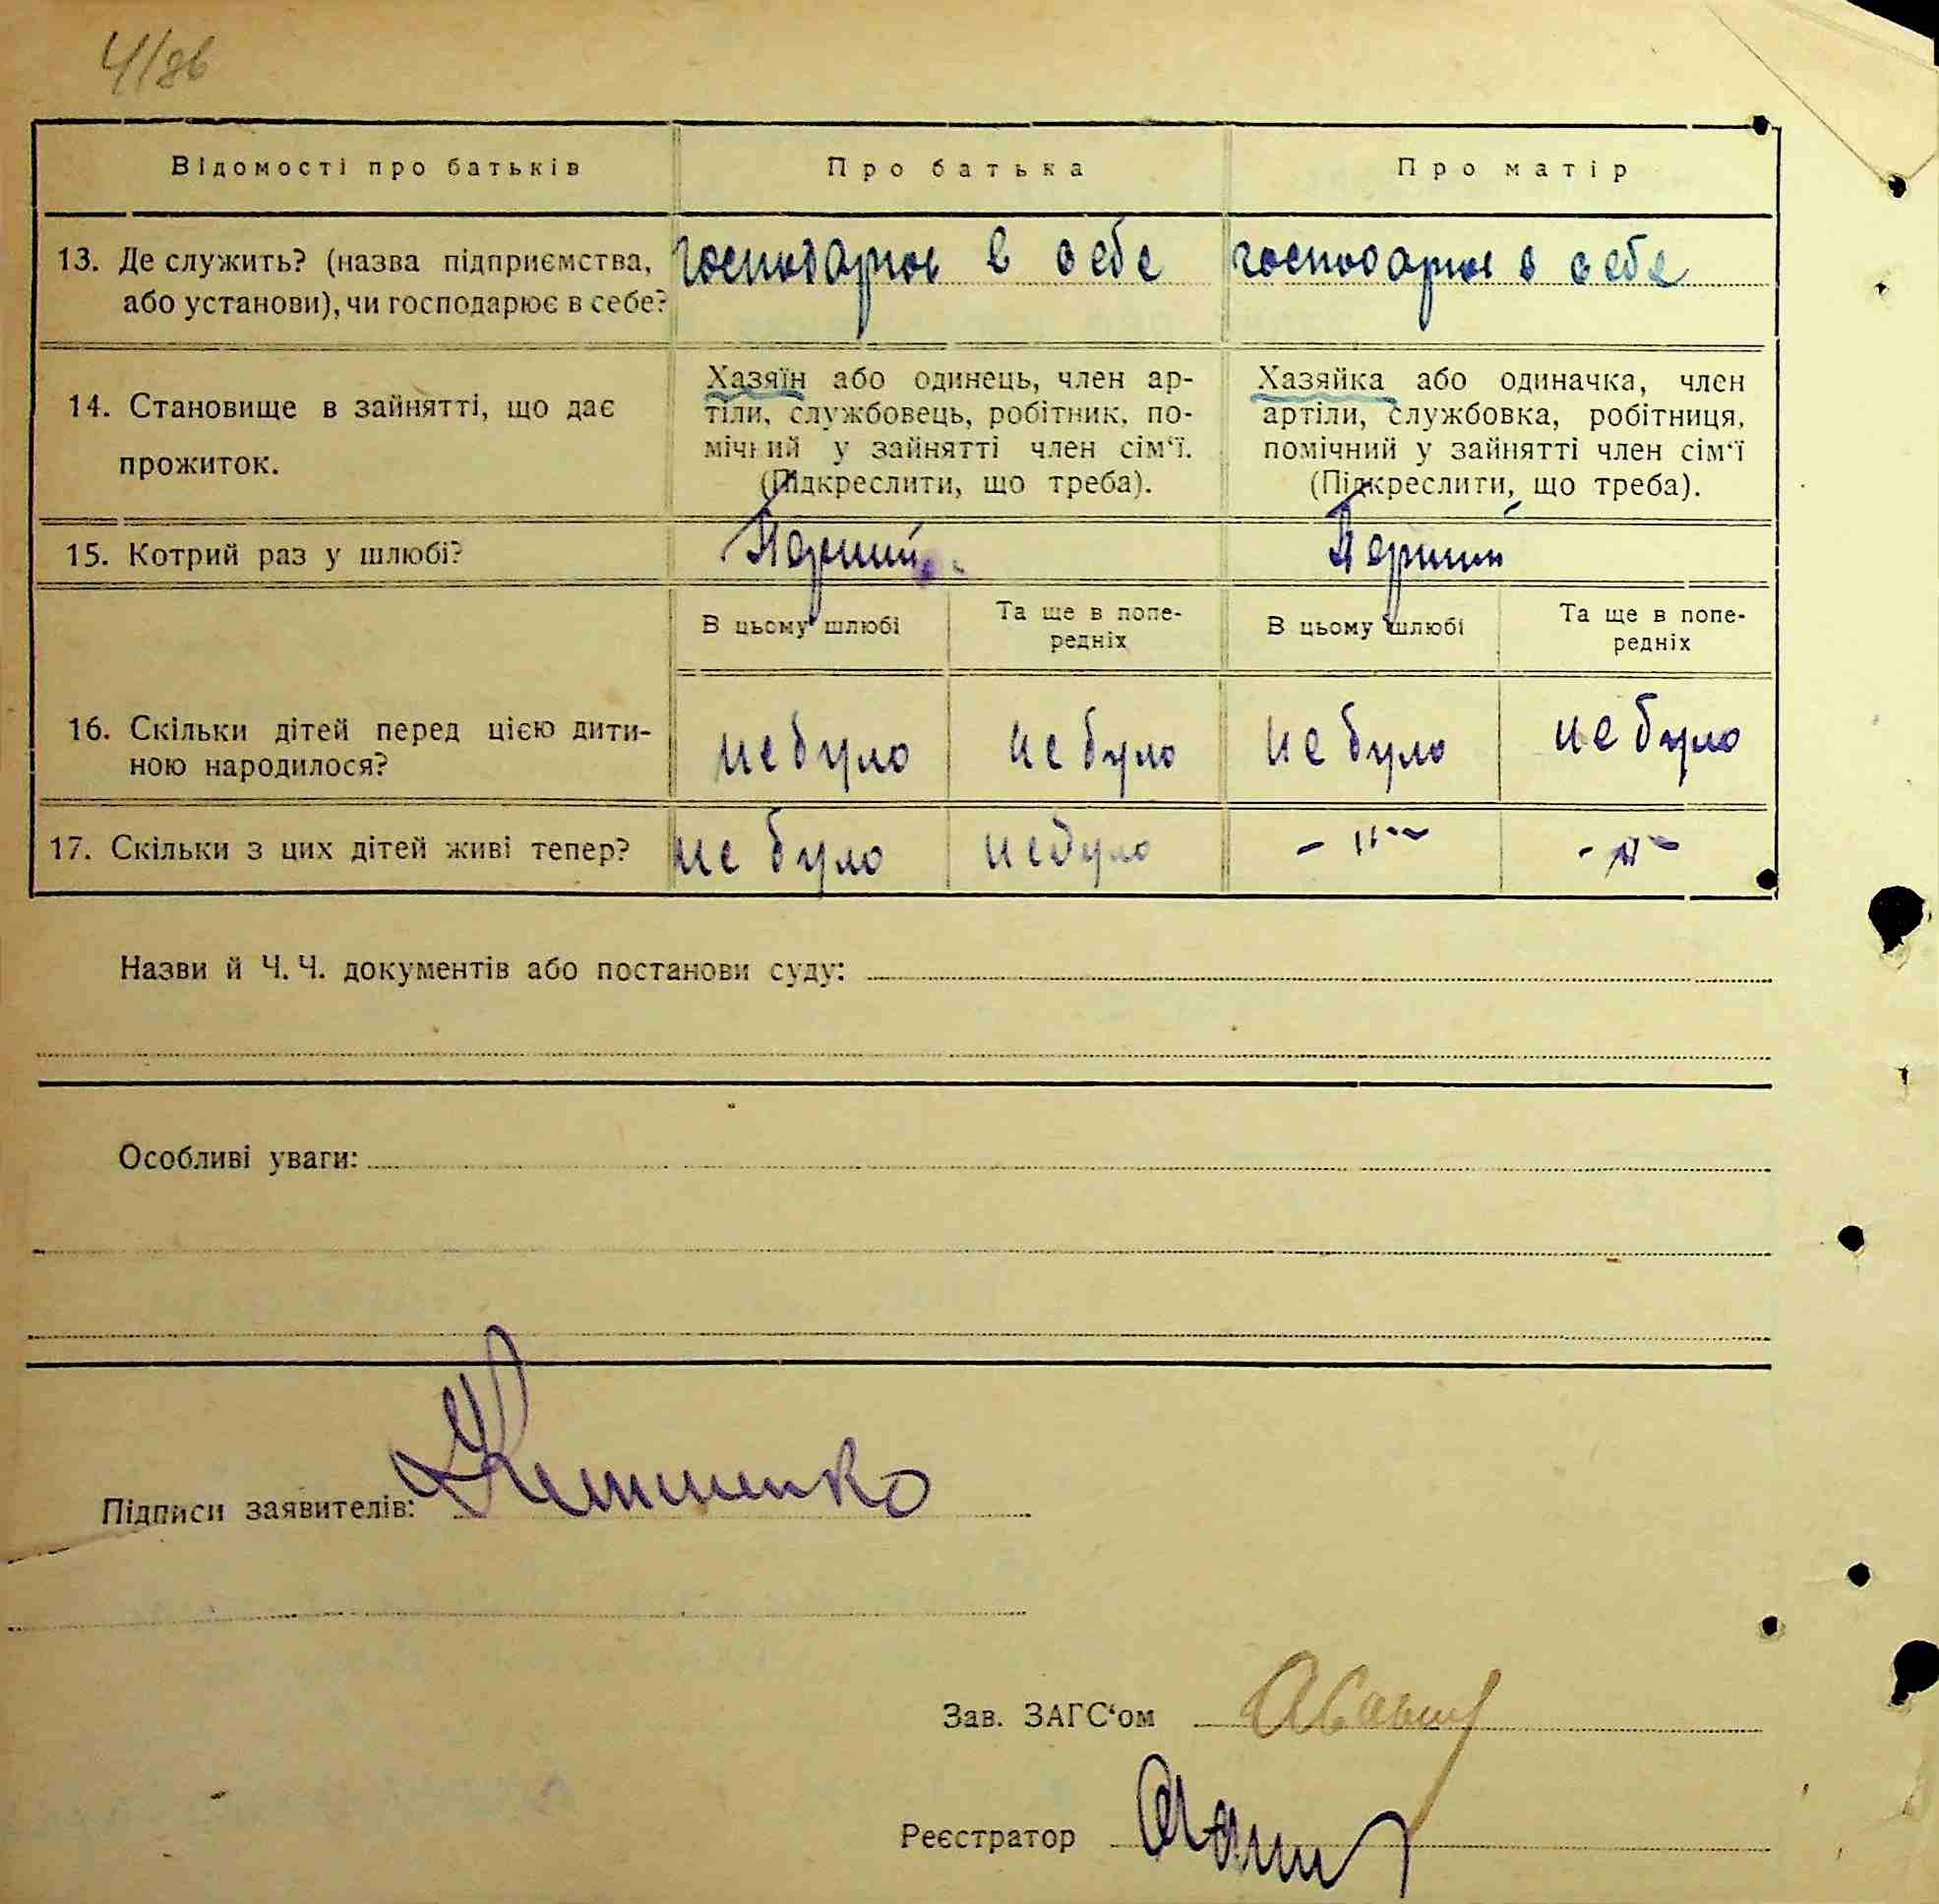 4/зв
Відомості про батьків Про батька Про матір
13. Де служить? (назва підприємства, або установи), чи господарює в себе? господарює в себе господарює в себе
14. Становище в зайнятті, що дає прожиток.
Хазяїн або одинець, член ар-
тіли, службовець, робітник, по-
мічний у зайнятті член сім'ї.
(Підкреслити, що треба).
Хазяйка або одиначка, член
артіли, службовка, робітниця,
помічний у зайнятті член сім'ї
(Підкреслити, що треба).
15. Котрий раз у шлюбі? Перший Перший
В цьому шлюбі Та ще в попе-
редніх В цьому шлюбі Та ще в попе-
редніх
16. Скільки дітей перед цією дити-
ною народилося? не було не було не було не було
17. Скільки з цих дітей живі тепер? не було не було - " - - " -
Назви й Ч. Ч. документів або постанови суду:
Особливі уваги:
Підписи заявителів:
Зав. ЗАГС'ом
Реєстратор